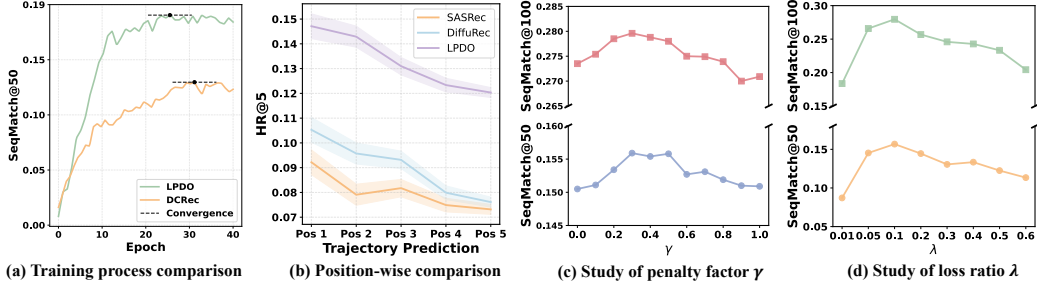 SeqMatch@50
0.19
0.15
0.10
0.05
0.00
LPDO
DCRec
Convergence
0
10
20
30
40
Epoch
(a) Training process comparison
HR@5
0.15
0.14
0.13
0.12
0.11
0.10
0.09
0.08
0.07
SASRec
DiffuRec
LPDO
Pos 1
Pos 2
Pos 3
Pos 4
Pos 5
Trajectory Prediction
(b) Position-wise comparison
SeqMatch@100
0.280
0.275
0.270
0.265
SeqMatch@50
0.160
0.155
0.150
0.145
0.0
0.2
0.4
0.6
0.8
1.0
γ
(c) Study of penalty factor γ
SeqMatch@100
0.30
0.25
0.20
0.15
SeqMatch@50
0.15
0.10
0.05
0.01
0.05
0.1
0.2
0.3
0.4
0.5
0.6
λ
(d) Study of loss ratio λ